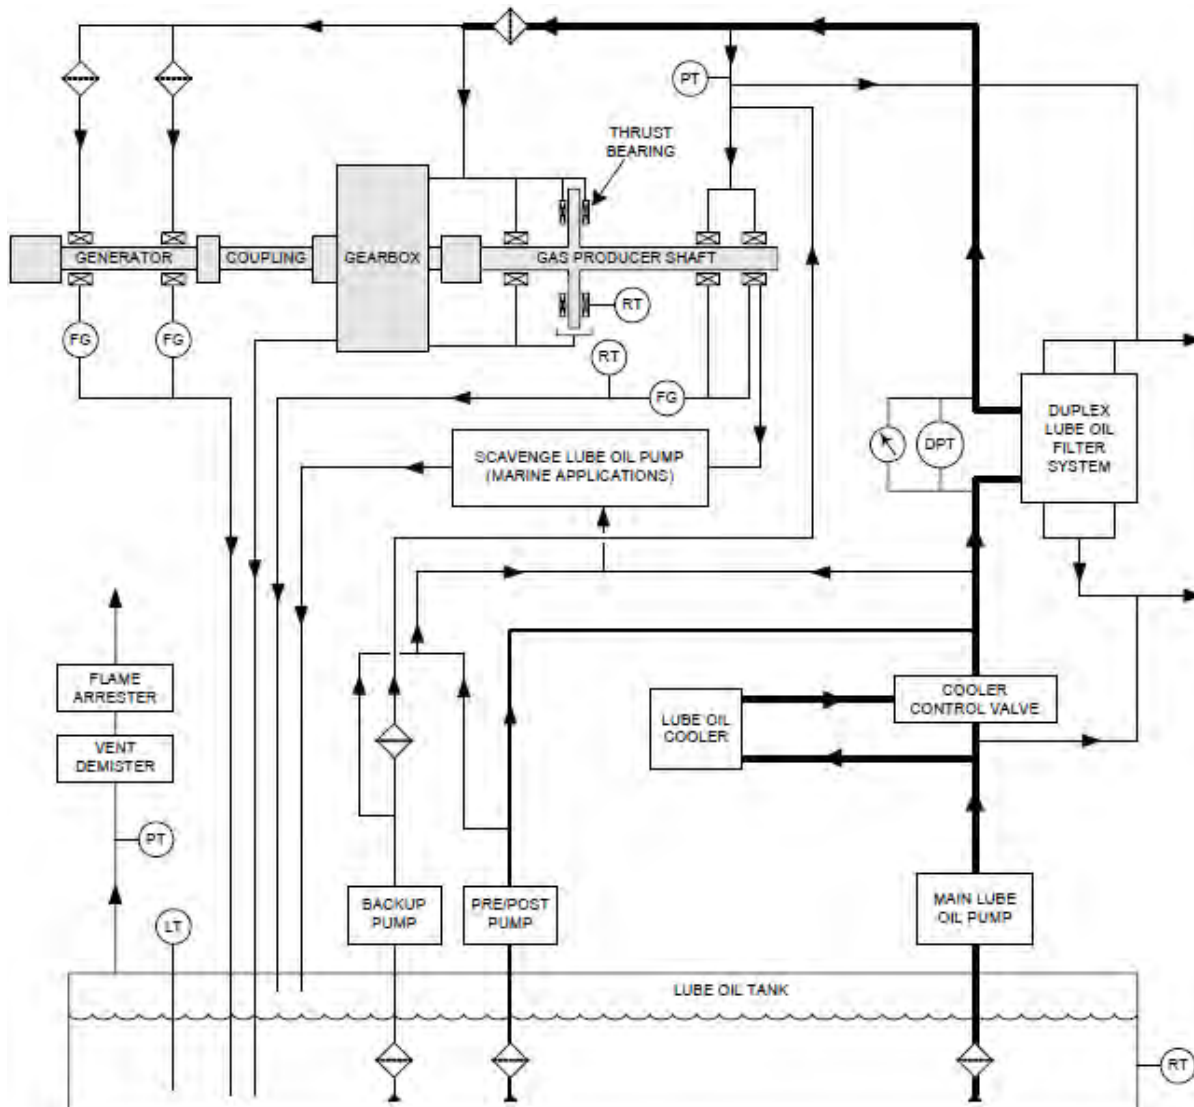 PT
THRUST
BEARING
GENERATOR
COUPLING
GEARBOX
GAS PRODUCER SHAFT
RT
FG
FG
RT
FG
DUPLEX
LUBE OIL
FILTER
SYSTEM
DPT
SCAVENGE LUBE OIL PUMP
(MARINE APPLICATIONS)
FLAME
ARRESTER
LUBE OIL
COOLER
COOLER
CONTROL VALVE
VENT
DEMISTER
PT
BACKUP
PUMP
PRE/POST
PUMP
MAIN LUBE
OIL PUMP
LT
LUBE OIL TANK
RT